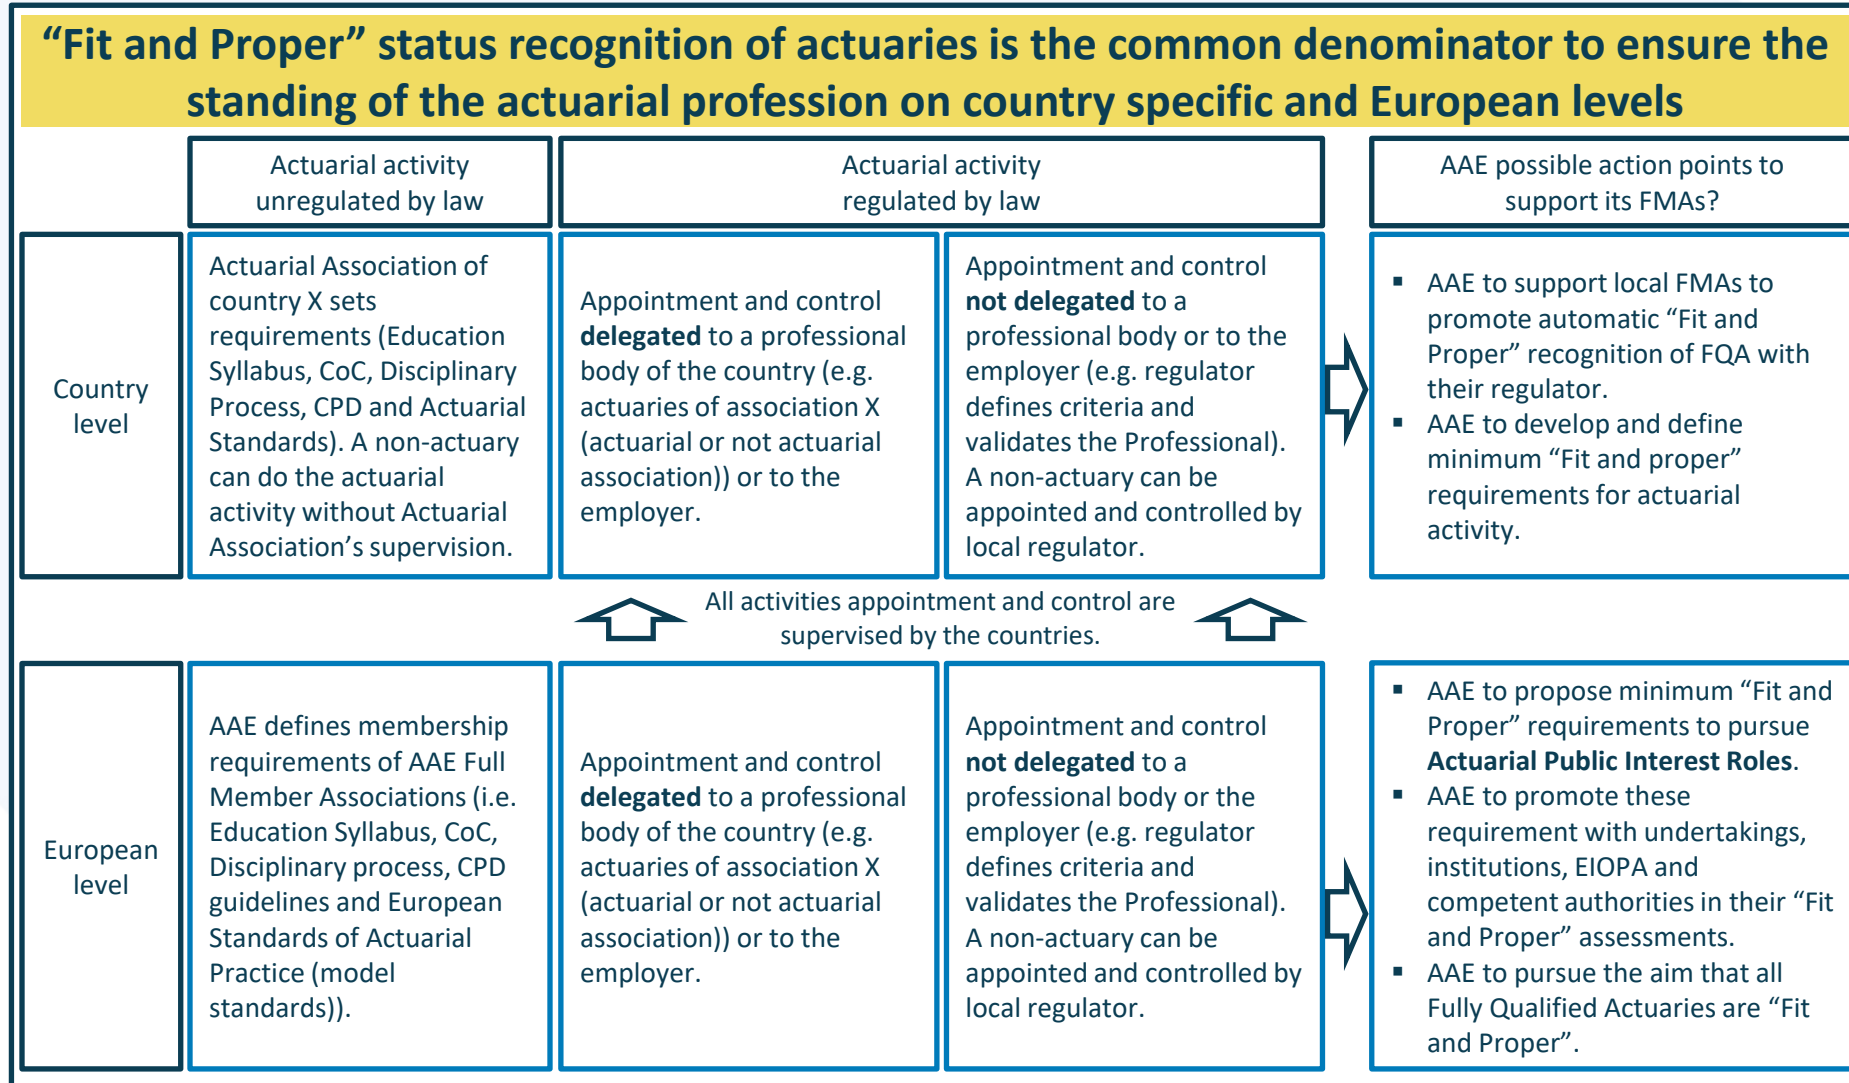 “Fit and Proper” status recognition of actuaries is the common denominator to ensure the
standing of the actuarial profession on country specific and European levels
Actuarial activity
unregulated by law
Actuarial activity
regulated by law
AAE possible action points to
support its FMAs?
Country
level
Actuarial Association of
country X sets
requirements (Education
Syllabus, CoC, Disciplinary
Process, CPD and Actuarial
Standards). A non-actuary
can do the actuarial
activity without Actuarial
Association’s supervision.
Appointment and control
delegated to a professional
body of the country (e.g.
actuaries of association X
(actuarial or not actuarial
association)) or to the
employer.
Appointment and control
not delegated to a
professional body or to the
employer (e.g. regulator
defines criteria and
validates the Professional).
A non-actuary can be
appointed and controlled by
local regulator.
▪ AAE to support local FMAs to
promote automatic “Fit and
Proper” recognition of FQA with
their regulator.
▪ AAE to develop and define
minimum “Fit and proper”
requirements for actuarial
activity.
All activities appointment and control are
supervised by the countries.
European
level
AAE defines membership
requirements of AAE Full
Member Associations (i.e.
Education Syllabus, CoC,
Disciplinary process, CPD
guidelines and European
Standards of Actuarial
Practice (model
standards)).
Appointment and control
delegated to a professional
body of the country (e.g.
actuaries of association X
(actuarial or not actuarial
association)) or to the
employer.
Appointment and control
not delegated to a
professional body or the
employer (e.g. regulator
defines criteria and
validates the Professional).
A non-actuary can be
appointed and controlled by
local regulator.
▪ AAE to propose minimum “Fit and
Proper” requirements to pursue
Actuarial Public Interest Roles.
▪ AAE to promote these
requirement with undertakings,
institutions, EIOPA and
competent authorities in their “Fit
and Proper” assessments.
▪ AAE to pursue the aim that all
Fully Qualified Actuaries are “Fit
and Proper”.